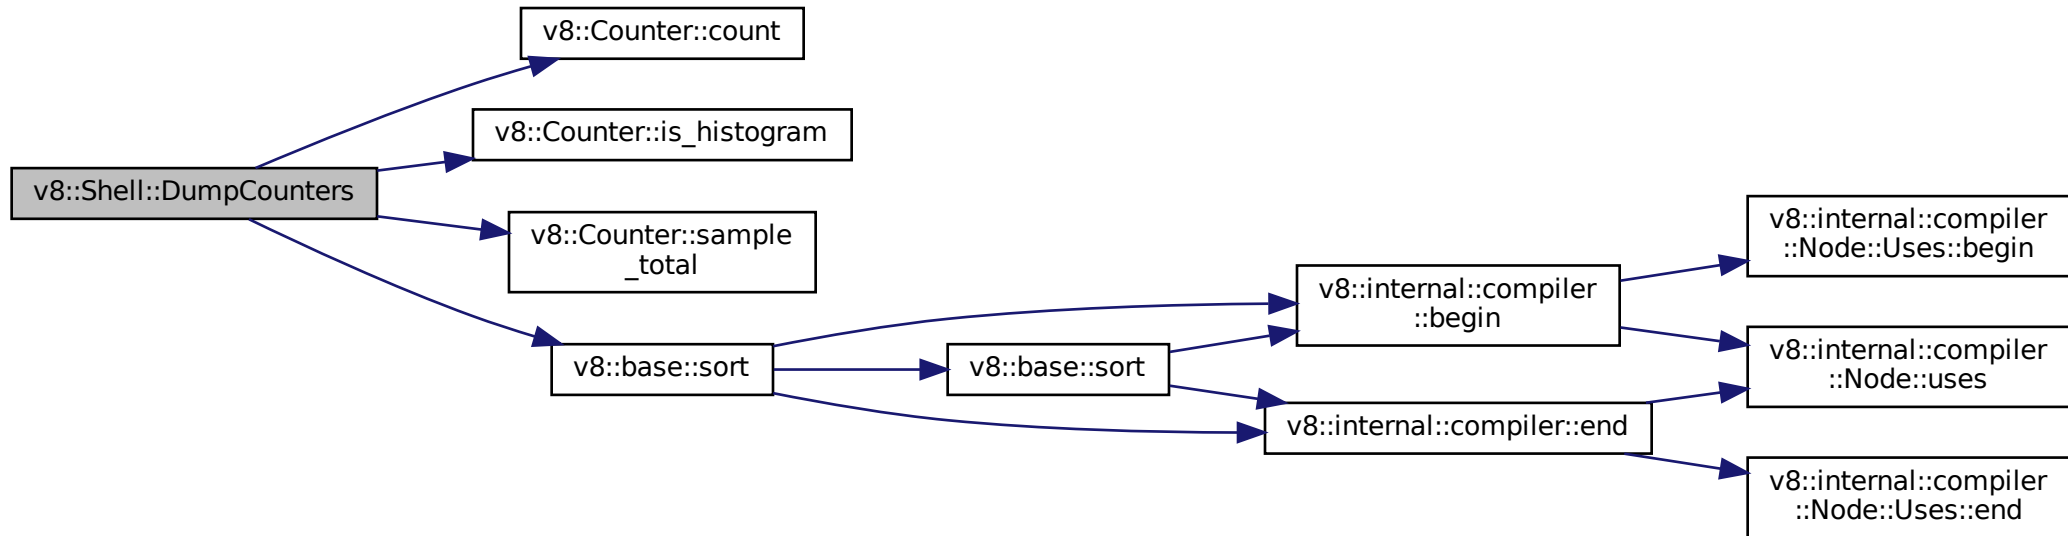 v8::Counter::count
v8::Counter::is_histogram
v8::Shell::DumpCounters
v8::Counter::sample
_total
v8::base::sort
v8::base::sort
v8::internal::compiler
::begin
v8::internal::compiler::end
v8::internal::compiler
::Node::Uses::begin
v8::internal::compiler
::Node::uses
v8::internal::compiler
::Node::Uses::end